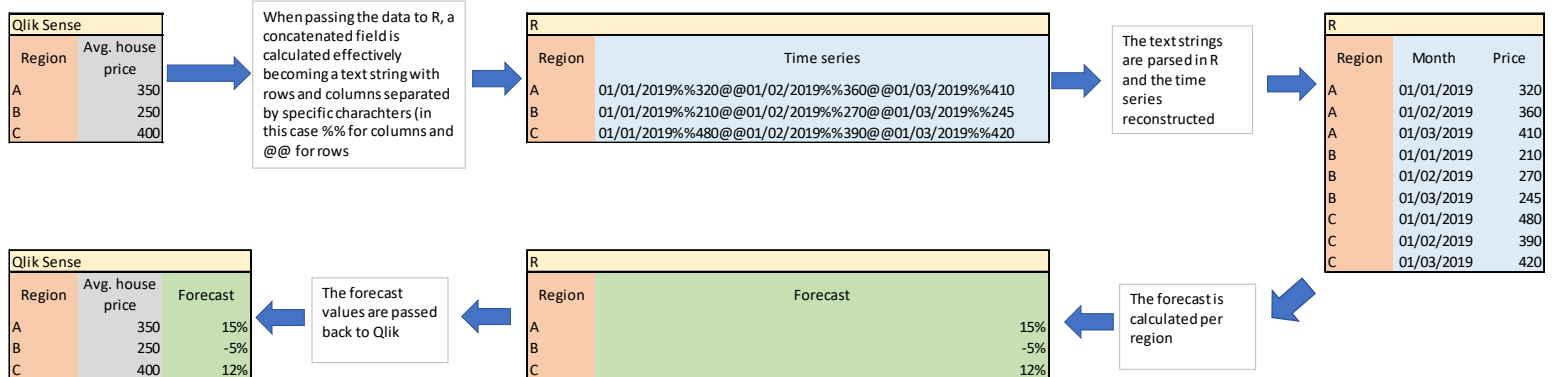 Qlik Sense
Region Avg. house price
A 350
B 250
C 400
When passing the data to R, a
concatenated field is
calculated effectively
becoming a text string with
rows and columns separated
by specific charachters (in
this case %% for columns and
@@ for rows
R
Region Time series
A 01/01/2019%%320@@01/02/2019%%360@@01/03/2019%%410
B 01/01/2019%%210@@01/02/2019%%270@@01/03/2019%%245
C 01/01/2019%%480@@01/02/2019%%390@@01/03/2019%%420
The text strings
are parsed in R
and the time
series
reconstructed
R
Region Month Price
A 01/01/2019 320
A 01/02/2019 360
A 01/03/2019 410
B 01/01/2019 210
B 01/02/2019 270
B 01/03/2019 245
C 01/01/2019 480
C 01/02/2019 390
C 01/03/2019 420
The forecast is
calculated per
region
R
Region Forecast
A 15%
B -5%
C 12%
The forecast
values are passed
back to Qlik
Qlik Sense
Region Avg. house price Forecast
A 350 15%
B 250 -5%
C 400 12%